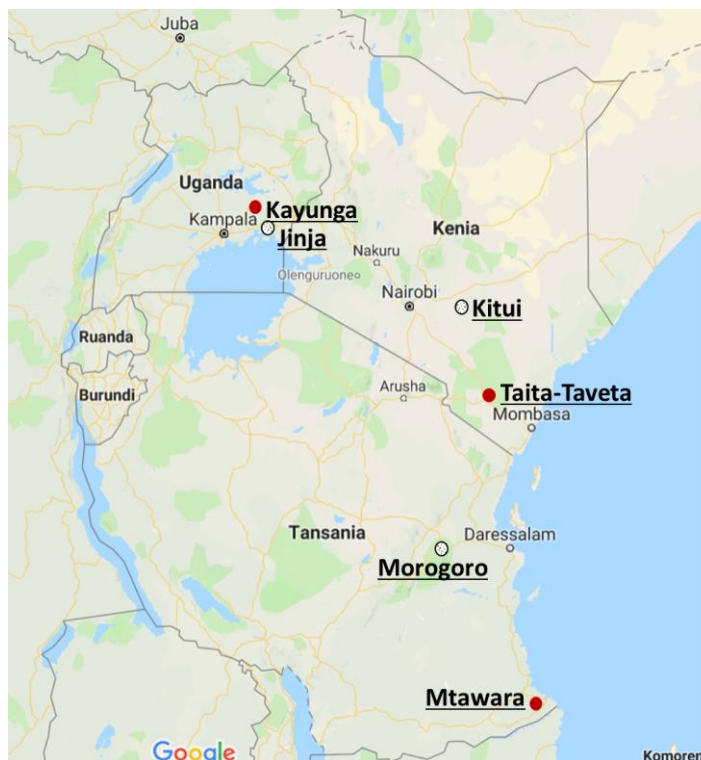 Juba
Uganda
Kayunga
Kampala
Jinja
Kenia
Nakuru
Olenguruone
Nairobi
Kitui
Ruanda
Burundi
Arusha
Taita-Taveta
Mombasa
Tansania
Daressalam
Morogoro
Mtawara
Google
Komoren